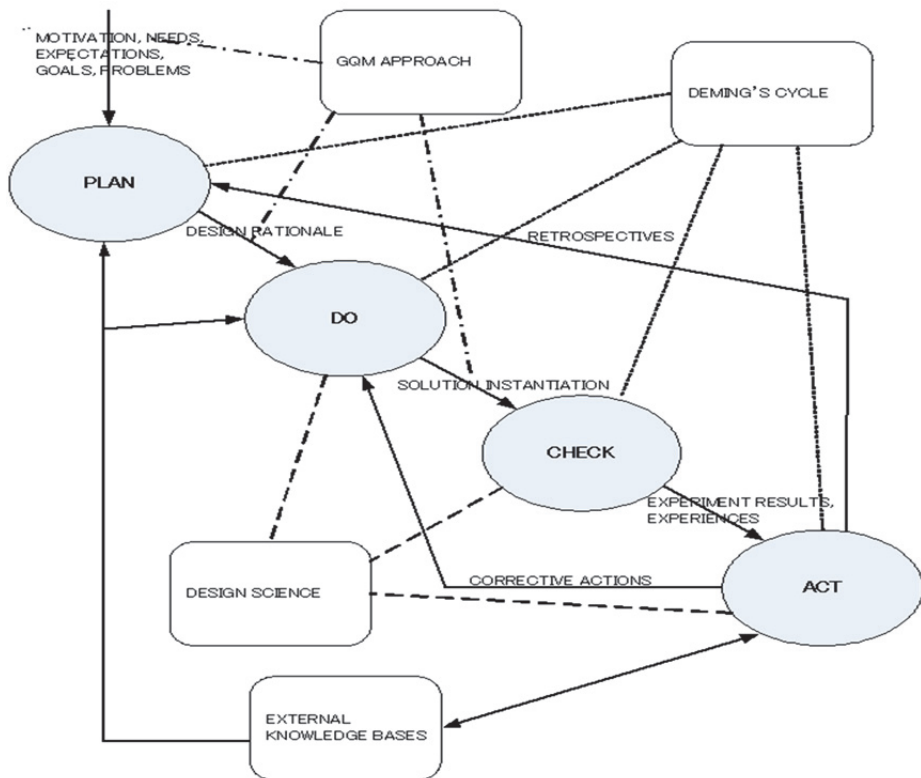 MOTIVATION, NEEDS,
EXPECTATIONS,
GOALS, PROBLEMS
GQM APPROACH
DEMING'S CYCLE
PLAN
DESIGN RATIONALE
RETROSPECTIVES
DO
SOLUTION INSTANTIATION
CHECK
EXPERIMENT RESULTS,
EXPERIENCES
DESIGN SCIENCE
CORRECTIVE ACTIONS
ACT
EXTERNAL
KNOWLEDGE BASES